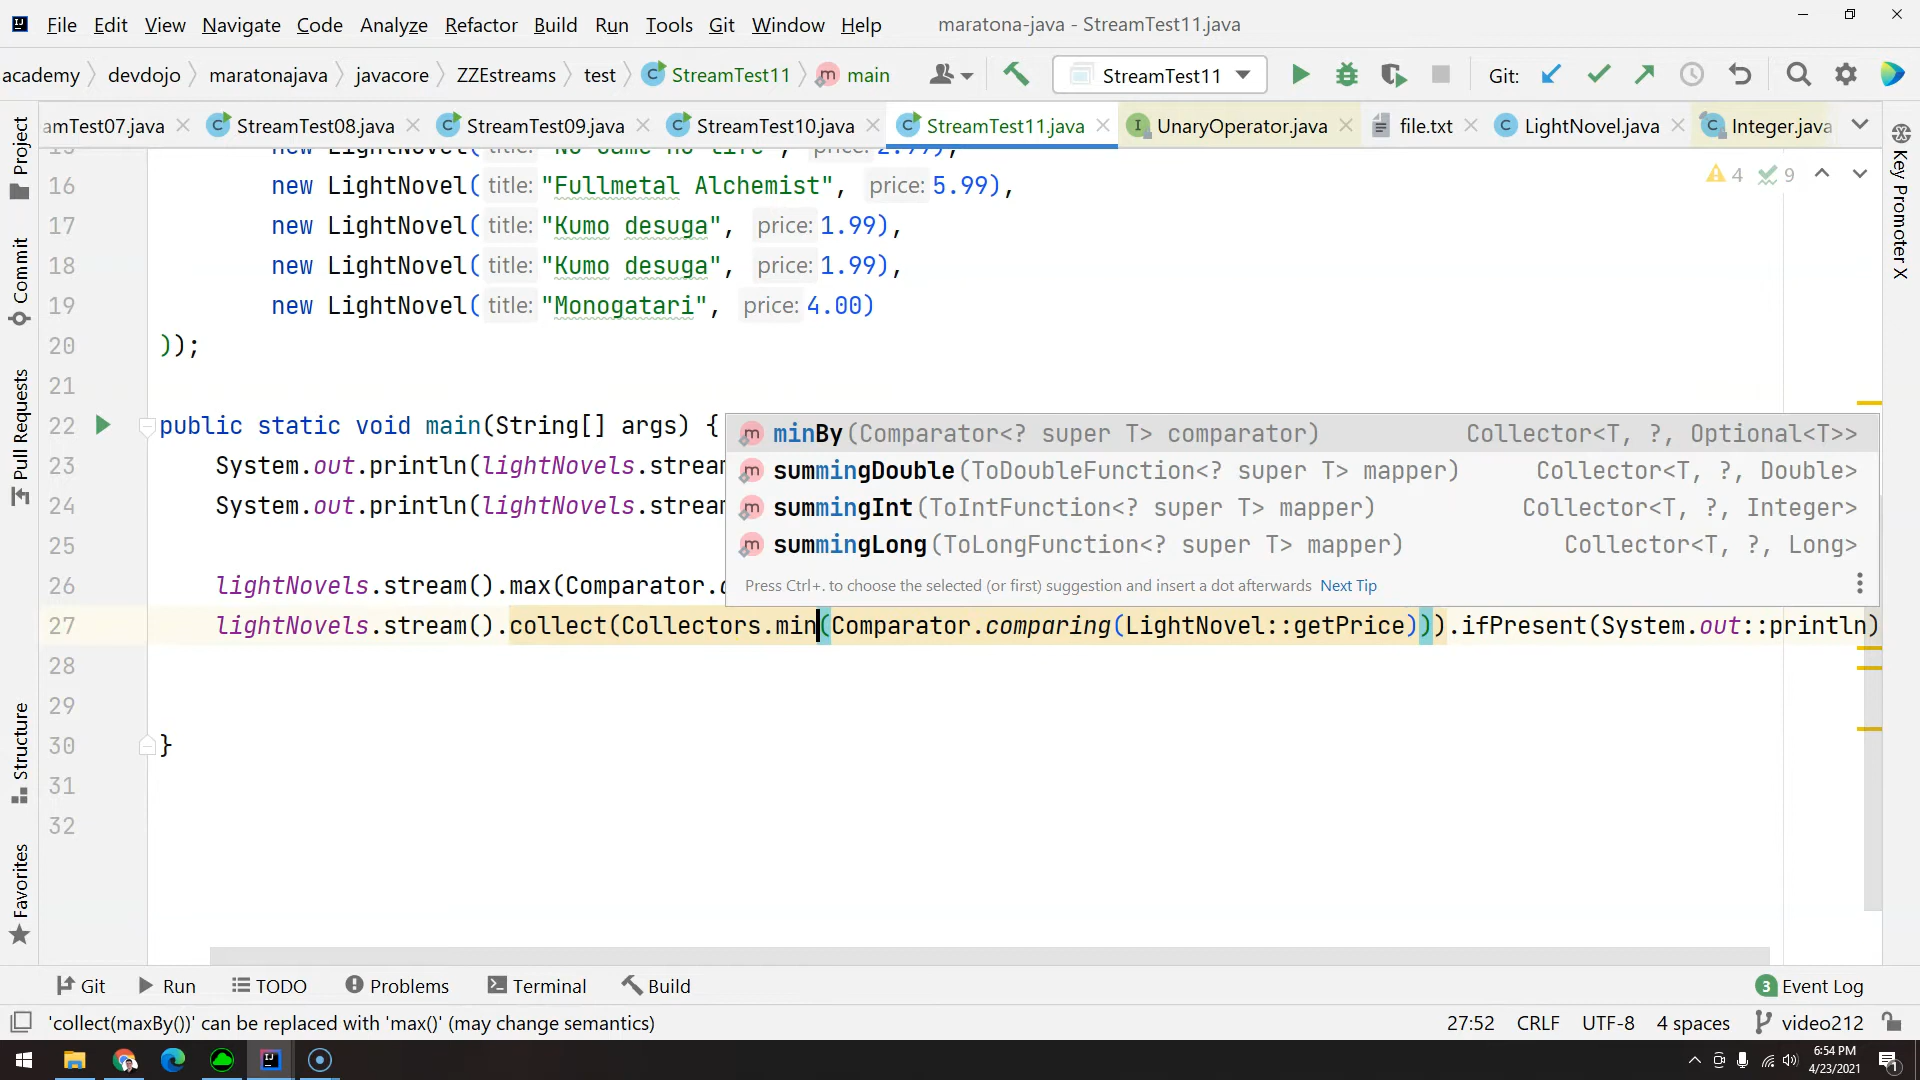 File Edit View Navigate Code Analyze Refactor Build Run Tools Git Window Help maratona-java - StreamTest11.java
academy devdojo maratonajava javacore ZZEstreams test StreamTest11 main StreamTest11 Git:
amTest07.java StreamTest08.java StreamTest09.java StreamTest10.java StreamTest11.java UnaryOperator.java file.txt LightNovel.java Integer.java
4 9
16 new LightNovel( title: "Fullmetal Alchemist", price: 5.99),
17 new LightNovel( title: "Kumo desuga", price: 1.99),
18 new LightNovel( title: "Kumo desuga", price: 1.99),
19 new LightNovel( title: "Monogatari", price: 4.00)
20 ));
21
22 public static void main(String[] args) {
23 System.out.println(lightNovels.stream
24 System.out.println(lightNovels.stream
25
26 lightNovels.stream().max(Comparator.
27 lightNovels.stream().collect(Collectors.min(Comparator.comparing(LightNovel::getPrice))).ifPresent(System.out::println)
28
29
30 }
31
32
minBy(Comparator<? super T> comparator) Collector<T, ?, Optional<T>>
summingDouble(ToDoubleFunction<? super T> mapper) Collector<T, ?, Double>
summingInt(ToIntFunction<? super T> mapper) Collector<T, ?, Integer>
summingLong(ToLongFunction<? super T> mapper) Collector<T, ?, Long>
Press Ctrl+. to choose the selected (or first) suggestion and insert a dot afterwards Next Tip
Project
Commit
Pull Requests
Structure
Favorites
Key Promoter X
Git Run TODO Problems Terminal Build 3 Event Log
'collect(maxBy())' can be replaced with 'max()' (may change semantics) 27:52 CRLF UTF-8 4 spaces video212
6:54 PM
4/23/2021
1